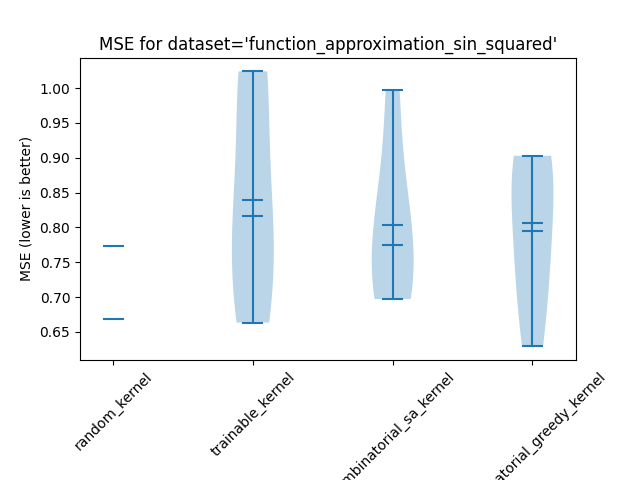 MSE for dataset='function_approximation_sin_squared'
MSE (lower is better)
1.00
0.95
0.90
0.85
0.80
0.75
0.70
0.65
random_kernel
trainable_kernel
mbinatorial_sa_kernel
atorial_greedy_kernel